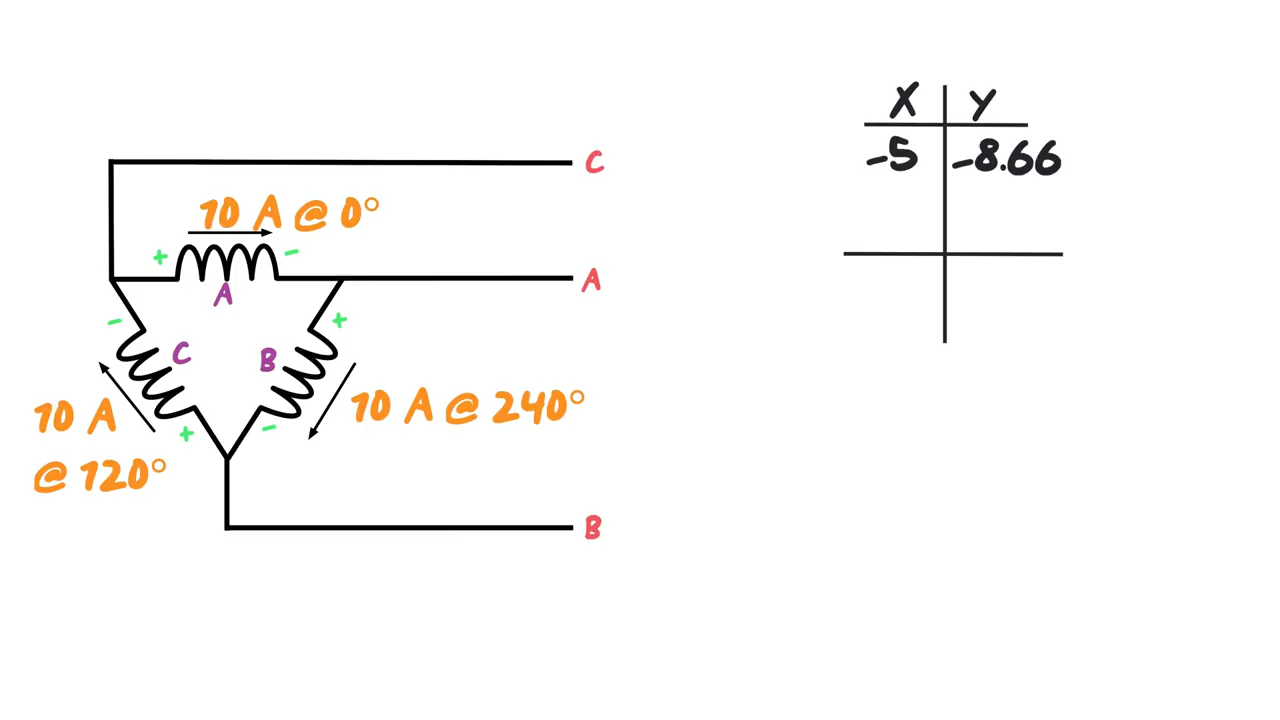 C
10 A @ 0°
+ -
A
A
- +
C B
10 A @ 240°
10 A
@ 120°
+ -
B
X Y
-5 -8.66